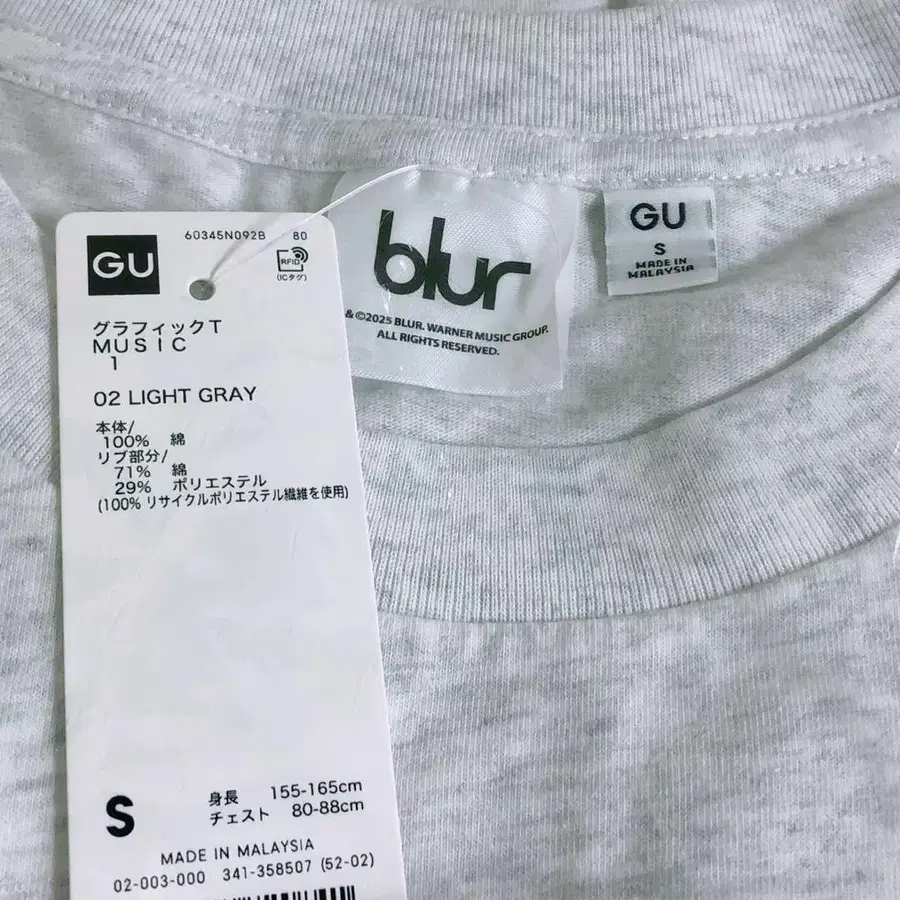 GU
60345N092B 80
RFID
(ICタグ)
グラフィックT
MUSIC
1
02 LIGHT GRAY
本体/
100% 綿
リブ部分/
71% 綿
29% ポリエステル
(100% リサイクルポリエステル繊維を使用)
S
身長 155-165cm
チェスト 80-88cm
MADE IN MALAYSIA
02-003-000 341-358507 (52-02)
blur
& ©2025 BLUR. WARNER MUSIC GROUP.
ALL RIGHTS RESERVED.
GU
S
MADE IN
MALAYSIA